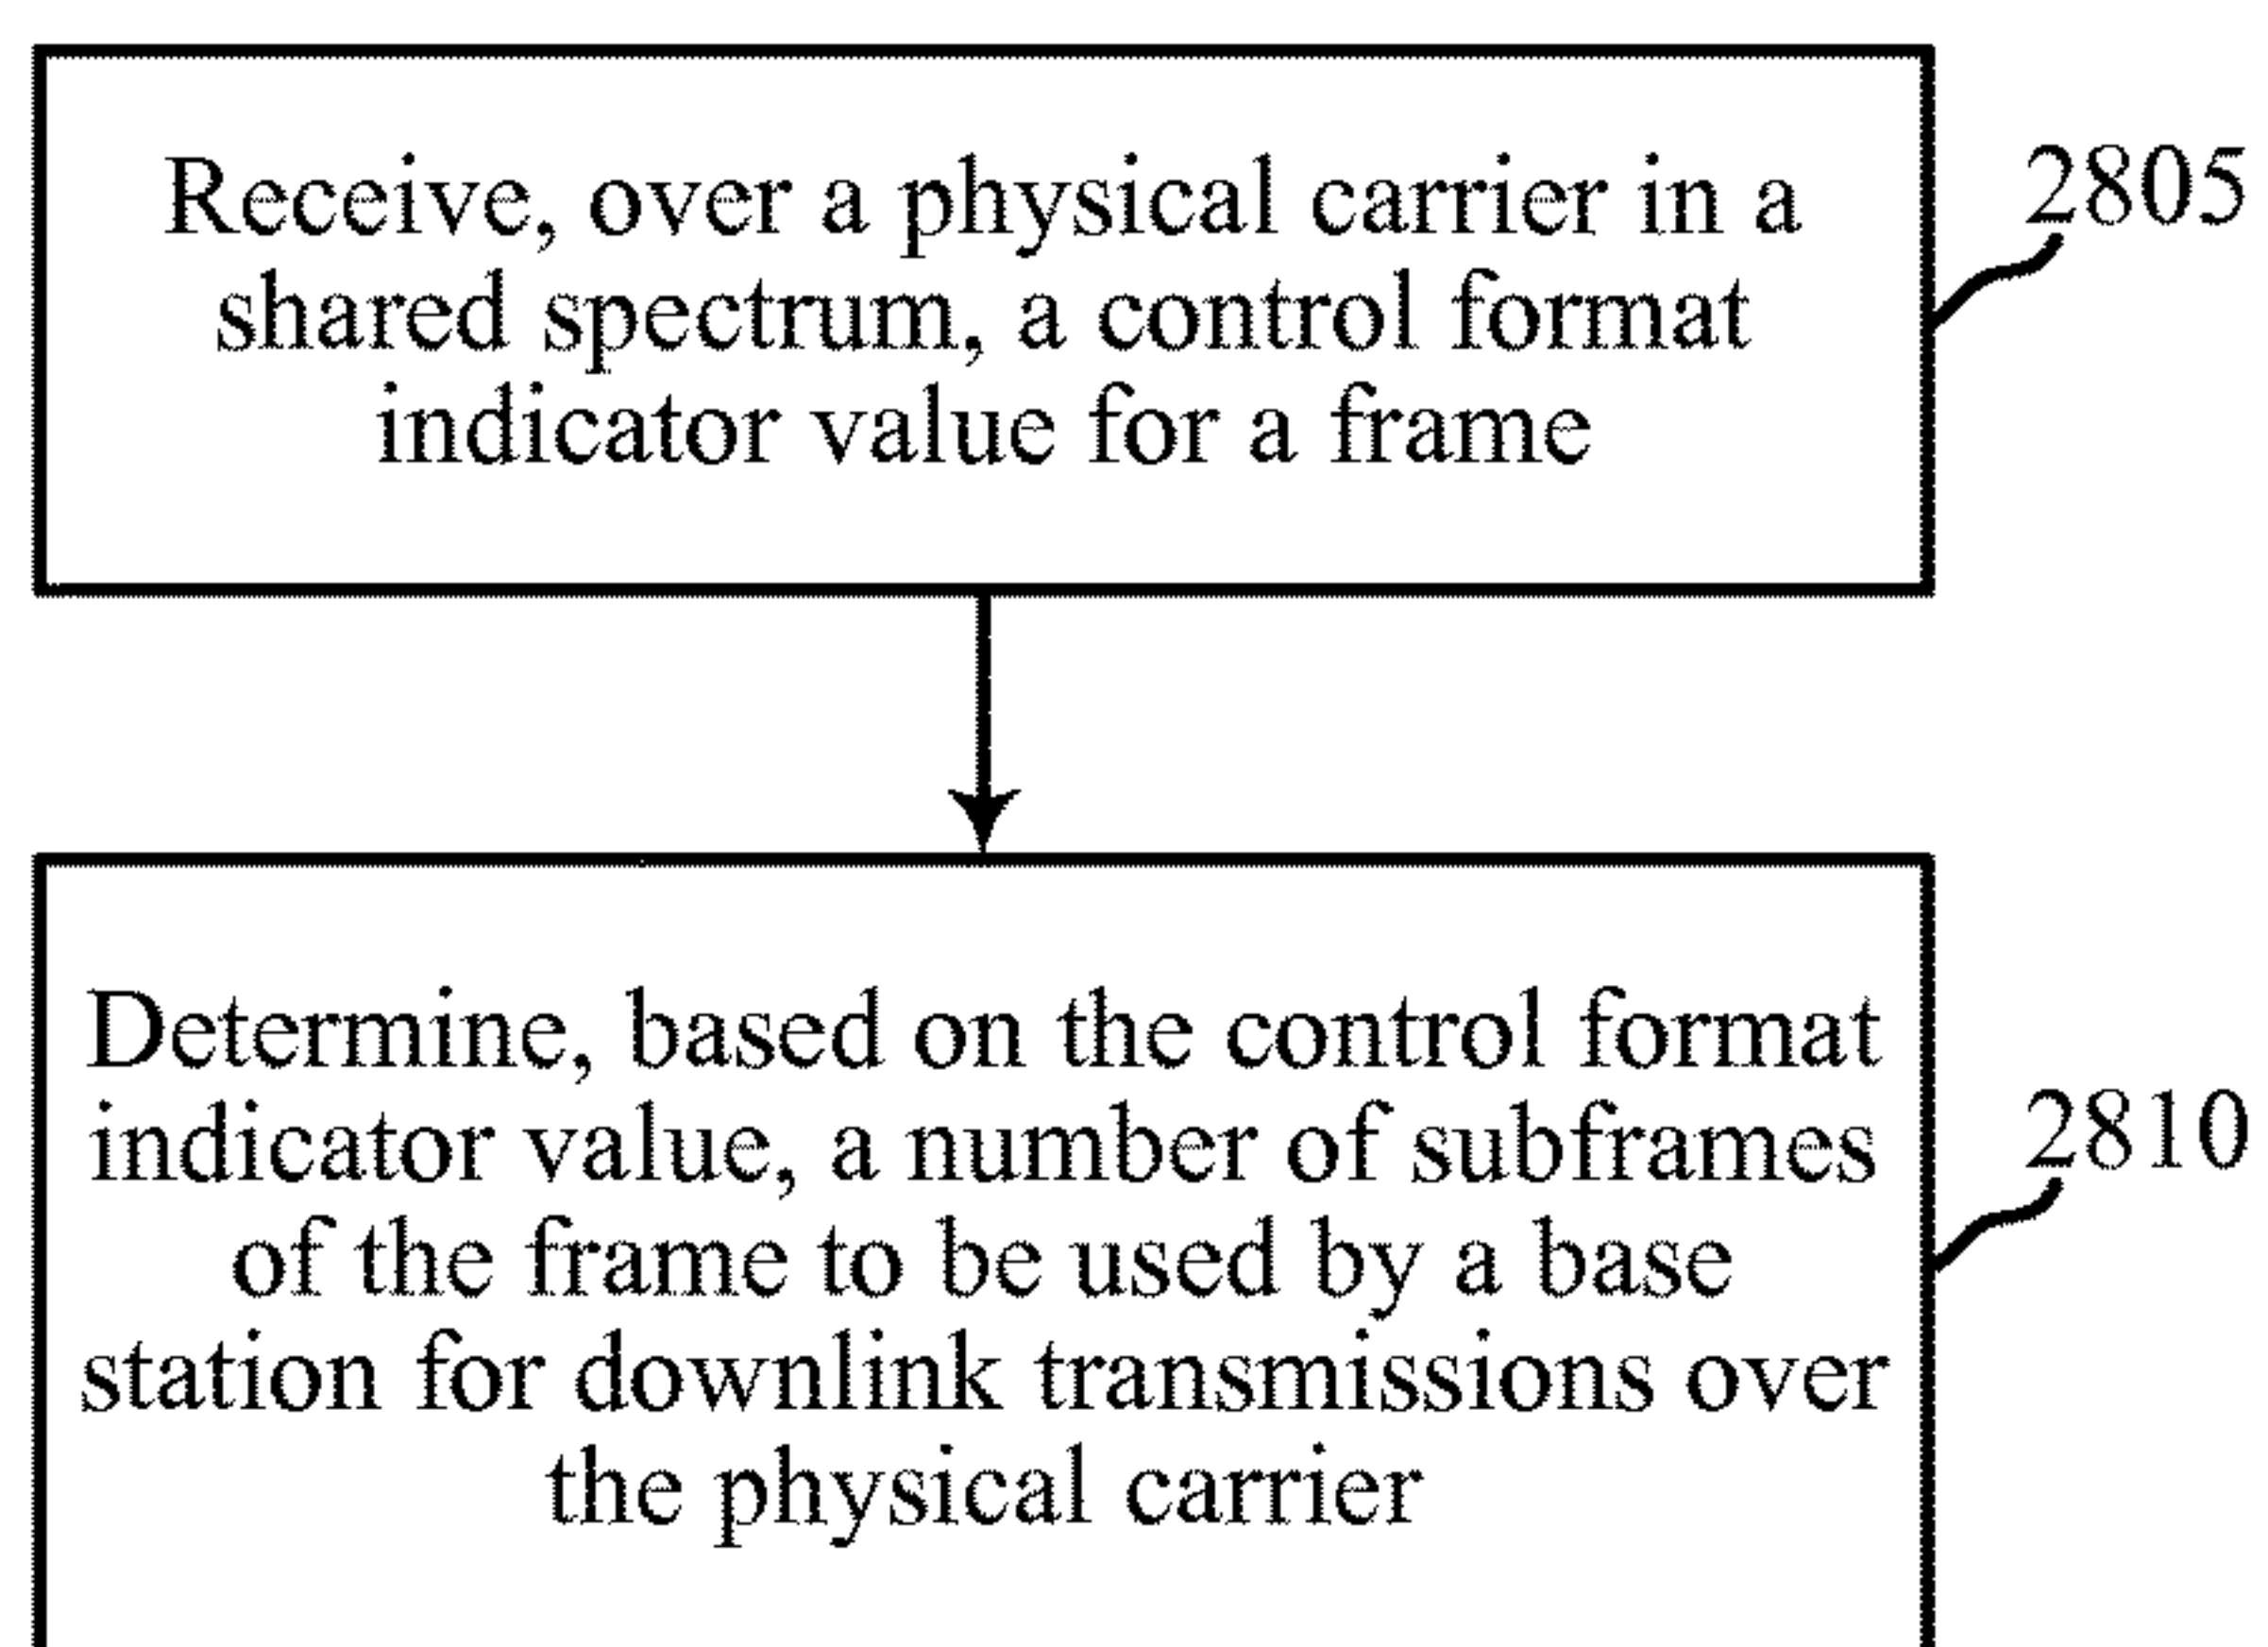 Receive, over a physical carrier in a
shared spectrum, a control format
indicator value for a frame
2805
Determine, based on the control format
indicator value, a number of subframes
of the frame to be used by a base
station for downlink transmissions over
the physical carrier
2810